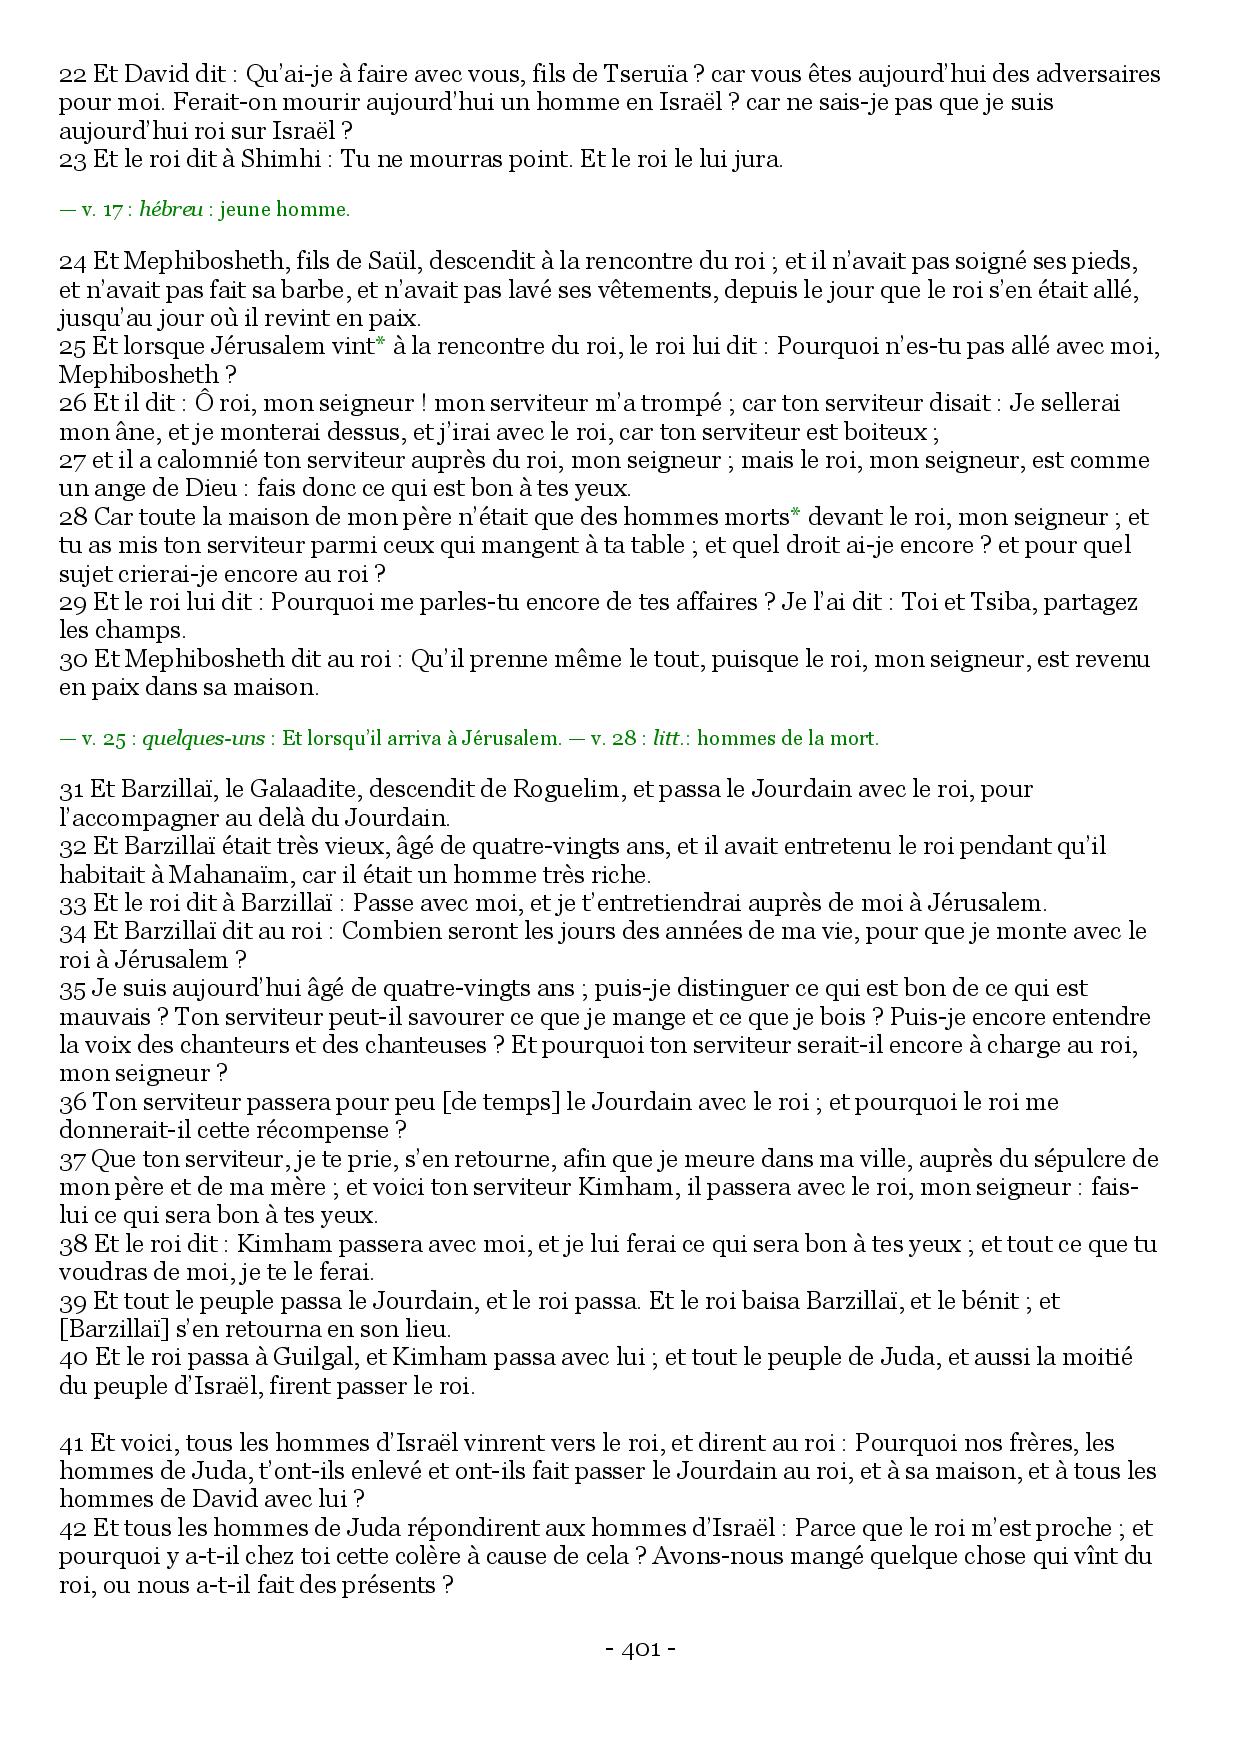 22 Et David dit : Qu’ai-je à faire avec vous, fils de Tseruïa ? car vous êtes aujourd’hui des adversaires
pour moi. Ferait-on mourir aujourd’hui un homme en Israël ? car ne sais-je pas que je suis
aujourd’hui roi sur Israël ?
23 Et le roi dit à Shimhi : Tu ne mourras point. Et le roi le lui jura.
— v. 17 : hébreu : jeune homme.
24 Et Mephibosheth, fils de Saül, descendit à la rencontre du roi ; et il n’avait pas soigné ses pieds,
et n’avait pas fait sa barbe, et n’avait pas lavé ses vêtements, depuis le jour que le roi s’en était allé,
jusqu’au jour où il revint en paix.
25 Et lorsque Jérusalem vint* à la rencontre du roi, le roi lui dit : Pourquoi n’es-tu pas allé avec moi,
Mephibosheth ?
26 Et il dit : Ô roi, mon seigneur ! mon serviteur m’a trompé ; car ton serviteur disait : Je sellerai
mon âne, et je monterai dessus, et j’irai avec le roi, car ton serviteur est boiteux ;
27 et il a calomnié ton serviteur auprès du roi, mon seigneur ; mais le roi, mon seigneur, est comme
un ange de Dieu : fais donc ce qui est bon à tes yeux.
28 Car toute la maison de mon père n’était que des hommes morts* devant le roi, mon seigneur ; et
tu as mis ton serviteur parmi ceux qui mangent à ta table ; et quel droit ai-je encore ? et pour quel
sujet crierai-je encore au roi ?
29 Et le roi lui dit : Pourquoi me parles-tu encore de tes affaires ? Je l’ai dit : Toi et Tsiba, partagez
les champs.
30 Et Mephibosheth dit au roi : Qu’il prenne même le tout, puisque le roi, mon seigneur, est revenu
en paix dans sa maison.
— v. 25 : quelques-uns : Et lorsqu’il arriva à Jérusalem. — v. 28 : litt.: hommes de la mort.
31 Et Barzillaï, le Galaadite, descendit de Roguelim, et passa le Jourdain avec le roi, pour
l’accompagner au delà du Jourdain.
32 Et Barzillaï était très vieux, âgé de quatre-vingts ans, et il avait entretenu le roi pendant qu’il
habitait à Mahanaïm, car il était un homme très riche.
33 Et le roi dit à Barzillaï : Passe avec moi, et je t’entretiendrai auprès de moi à Jérusalem.
34 Et Barzillaï dit au roi : Combien seront les jours des années de ma vie, pour que je monte avec le
roi à Jérusalem ?
35 Je suis aujourd’hui âgé de quatre-vingts ans ; puis-je distinguer ce qui est bon de ce qui est
mauvais ? Ton serviteur peut-il savourer ce que je mange et ce que je bois ? Puis-je encore entendre
la voix des chanteurs et des chanteuses ? Et pourquoi ton serviteur serait-il encore à charge au roi,
mon seigneur ?
36 Ton serviteur passera pour peu [de temps] le Jourdain avec le roi ; et pourquoi le roi me
donnerait-il cette récompense ?
37 Que ton serviteur, je te prie, s’en retourne, afin que je meure dans ma ville, auprès du sépulcre de
mon père et de ma mère ; et voici ton serviteur Kimham, il passera avec le roi, mon seigneur : fais-
lui ce qui sera bon à tes yeux.
38 Et le roi dit : Kimham passera avec moi, et je lui ferai ce qui sera bon à tes yeux ; et tout ce que tu
voudras de moi, je te le ferai.
39 Et tout le peuple passa le Jourdain, et le roi passa. Et le roi baisa Barzillaï, et le bénit ; et
[Barzillaï] s’en retourna en son lieu.
40 Et le roi passa à Guilgal, et Kimham passa avec lui ; et tout le peuple de Juda, et aussi la moitié
du peuple d’Israël, firent passer le roi.
41 Et voici, tous les hommes d’Israël vinrent vers le roi, et dirent au roi : Pourquoi nos frères, les
hommes de Juda, t’ont-ils enlevé et ont-ils fait passer le Jourdain au roi, et à sa maison, et à tous les
hommes de David avec lui ?
42 Et tous les hommes de Juda répondirent aux hommes d’Israël : Parce que le roi m’est proche ; et
pourquoi y a-t-il chez toi cette colère à cause de cela ? Avons-nous mangé quelque chose qui vînt du
roi, ou nous a-t-il fait des présents ?
- 401 -